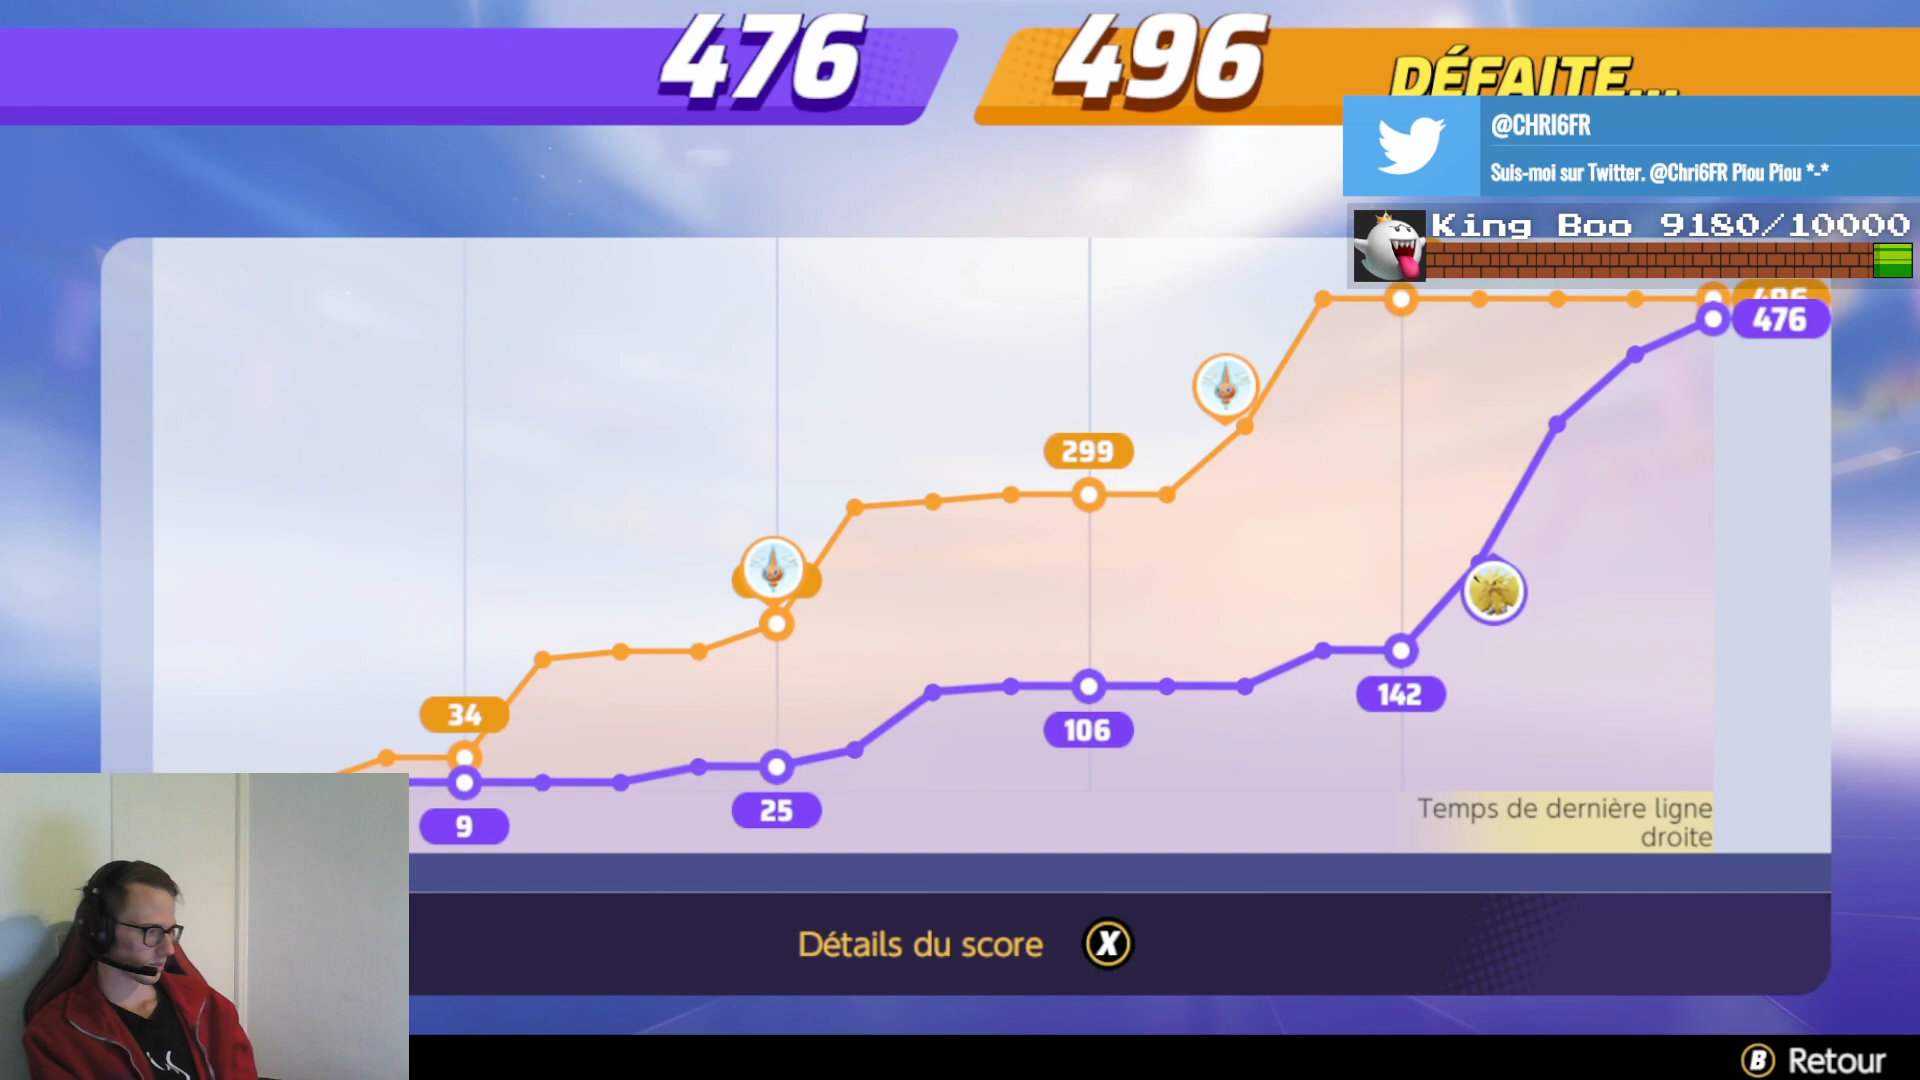 476
496
DÉFAITE...
@CHRI6FR
Suis-moi sur Twitter. @Chri6FR Piou Piou *-*
King Boo 9180/10000
496
476
299
34
106
142
9
25
Temps de dernière ligne
droite
Détails du score X
B Retour